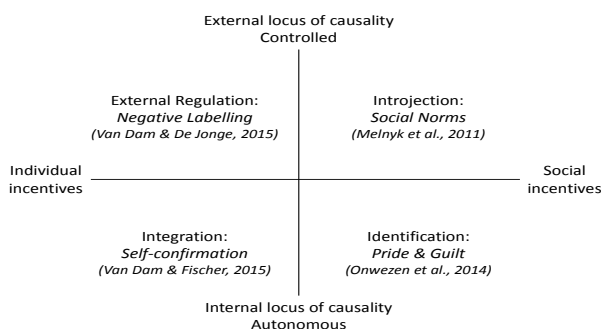 External locus of causality
Controlled
External Regulation:
Negative Labelling
(Van Dam & De Jonge, 2015)
Introjection:
Social Norms
(Melnyk et al., 2011)
Individual
incentives
Social
incentives
Integration:
Self-confirmation
(Van Dam & Fischer, 2015)
Identification:
Pride & Guilt
(Onwezen et al., 2014)
Internal locus of causality
Autonomous